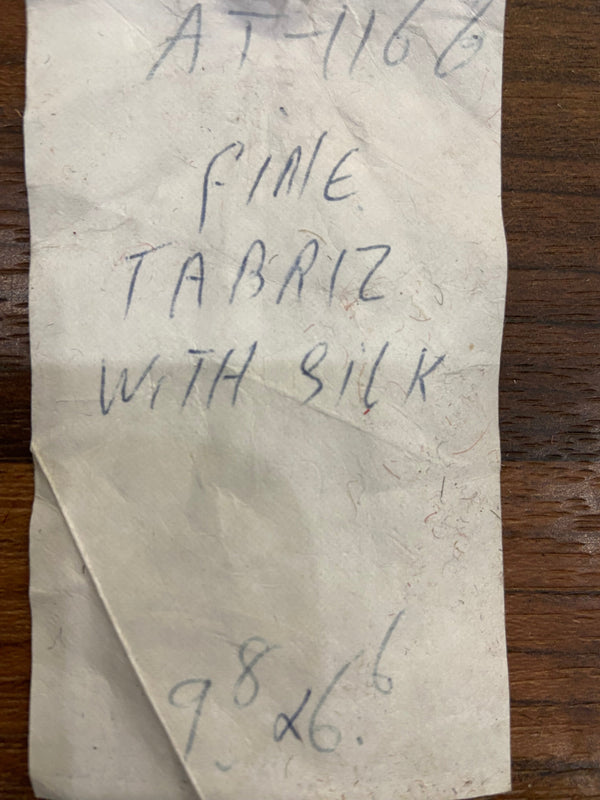 AT-1166
FINE
TABRIZ
WITH SILK
9.8 x 6.6